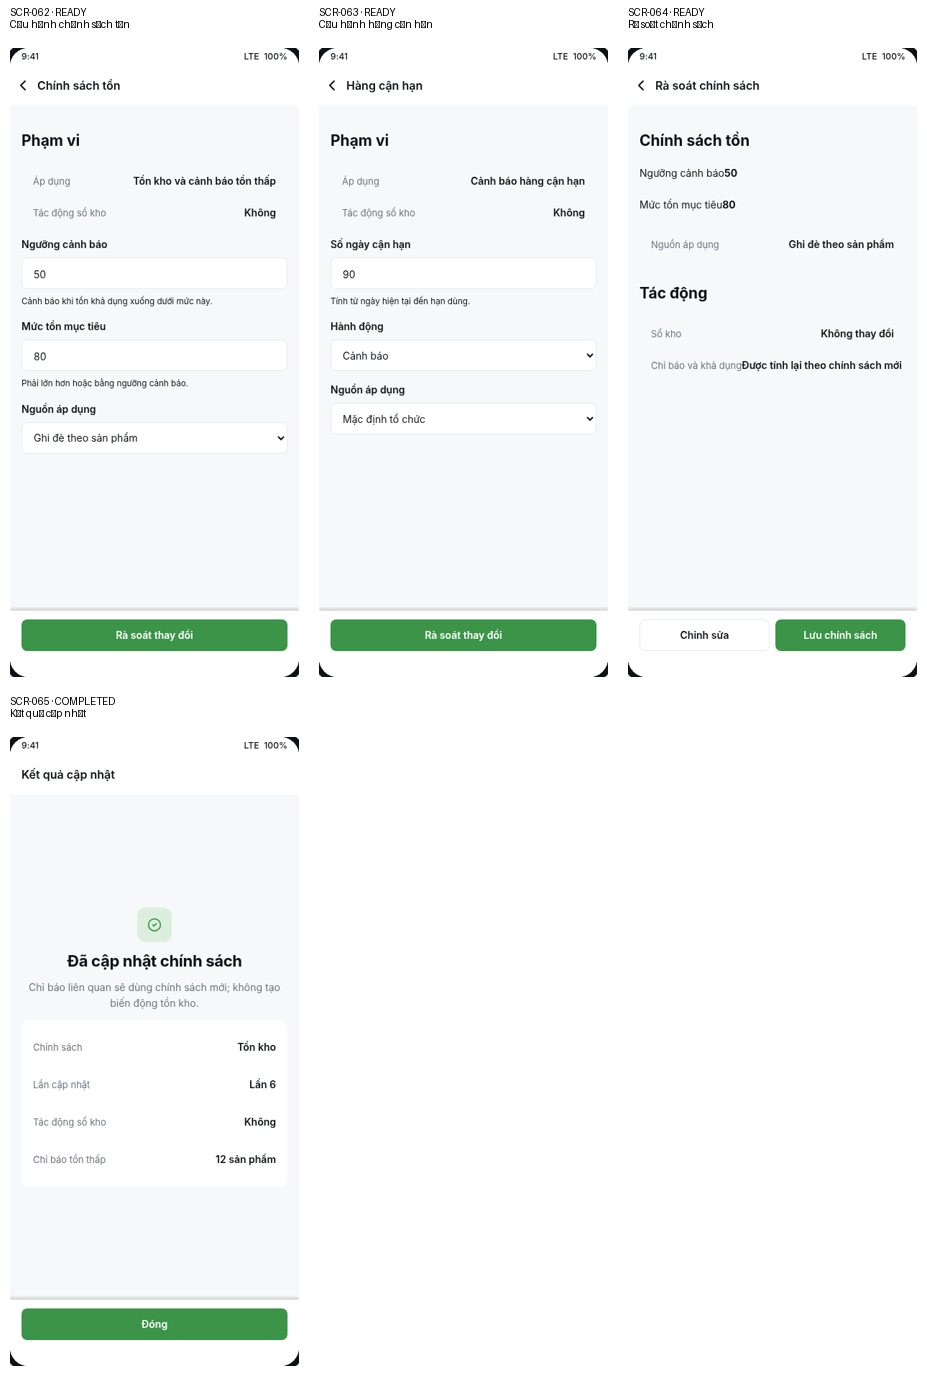 SCR-062 · READY
9:41 LTE 100%
Chính sách tồn
Phạm vi
Áp dụng Tồn kho và cảnh báo tồn thấp
Tác động sổ kho Không
Ngưỡng cảnh báo
50
Cảnh báo khi tồn khả dụng xuống dưới mức này.
Mức tồn mục tiêu
80
Phải lớn hơn hoặc bằng ngưỡng cảnh báo.
Nguồn áp dụng
Ghi đè theo sản phẩm
Rà soát thay đổi
SCR-063 · READY
9:41 LTE 100%
Hàng cận hạn
Phạm vi
Áp dụng Cảnh báo hàng cận hạn
Tác động sổ kho Không
Số ngày cận hạn
90
Tính từ ngày hiện tại đến hạn dùng.
Hành động
Cảnh báo
Nguồn áp dụng
Mặc định tổ chức
Rà soát thay đổi
SCR-064 · READY
9:41 LTE 100%
Rà soát chính sách
Chính sách tồn
Ngưỡng cảnh báo50
Mức tồn mục tiêu80
Nguồn áp dụng Ghi đè theo sản phẩm
Tác động
Sổ kho Không thay đổi
Chỉ báo và khả dụngĐược tính lại theo chính sách mới
Chỉnh sửa Lưu chính sách
SCR-065 · COMPLETED
9:41 LTE 100%
Kết quả cập nhật
Đã cập nhật chính sách
Chỉ báo liên quan sẽ dùng chính sách mới; không tạo
biến động tồn kho.
Chính sách Tồn kho
Lần cập nhật Lần 6
Tác động sổ kho Không
Chỉ báo tồn thấp 12 sản phẩm
Đóng